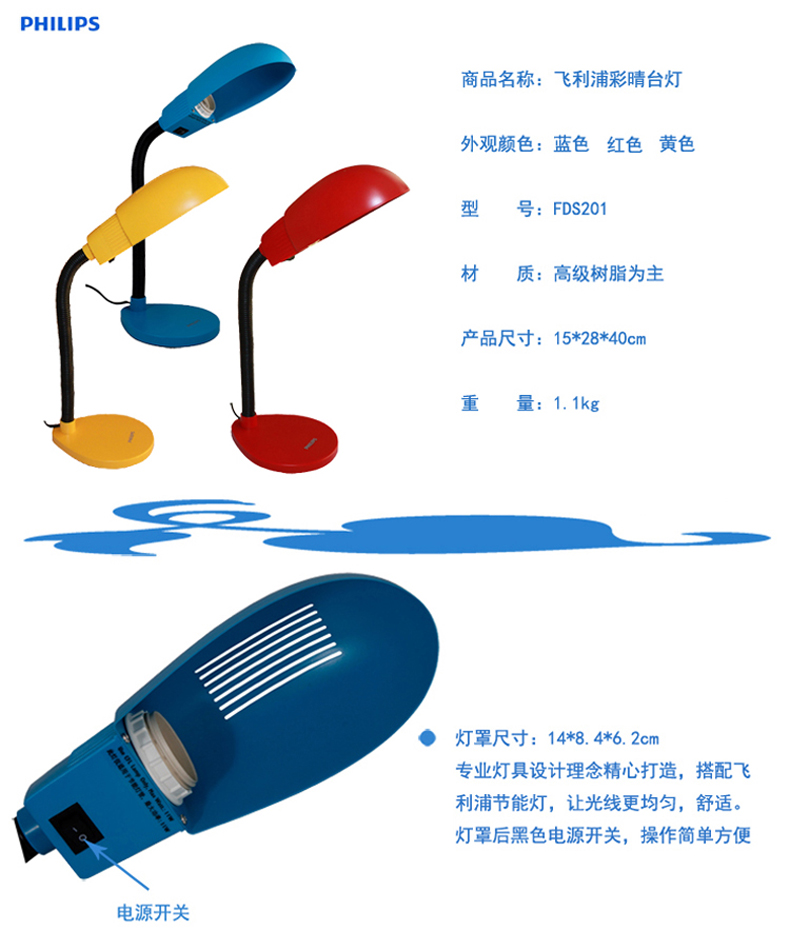 PHILIPS
商品名称：飞利浦彩晴台灯
外观颜色：蓝色 红色 黄色
型 号：FDS201
材 质：高级树脂为主
产品尺寸：15*28*40cm
重 量：1.1kg
灯罩尺寸：14*8.4*6.2cm
专业灯具设计理念精心打造，搭配飞
利浦节能灯，让光线更均匀，舒适。
灯罩后黑色电源开关，操作简单方便
电源开关